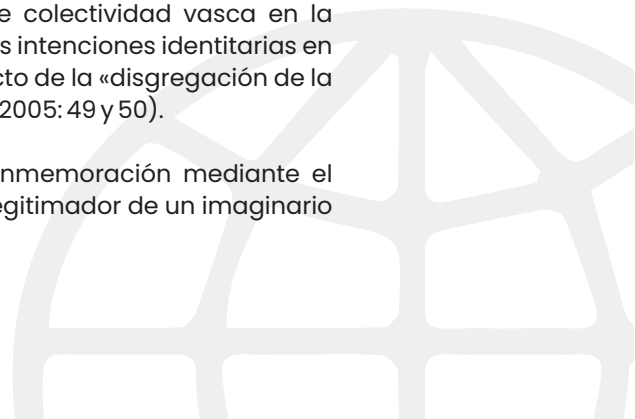 e colectividad vasca en la
s intenciones identitarias en
cto de la «disgregación de la
2005: 49 y 50).
nmemoración mediante el
egitimador de un imaginario